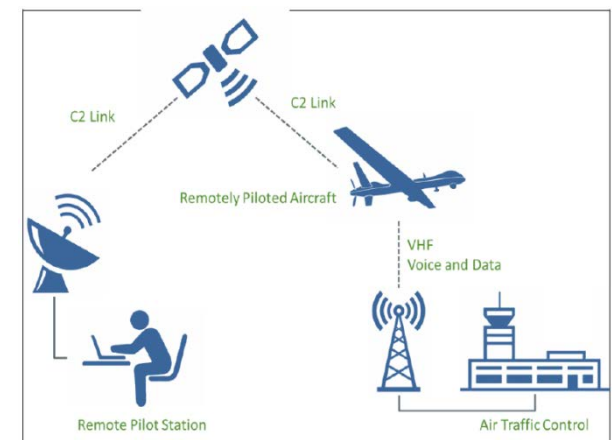 C2 Link
C2 Link
Remotely Piloted Aircraft
VHF
Voice and Data
Remote Pilot Station
Air Traffic Control